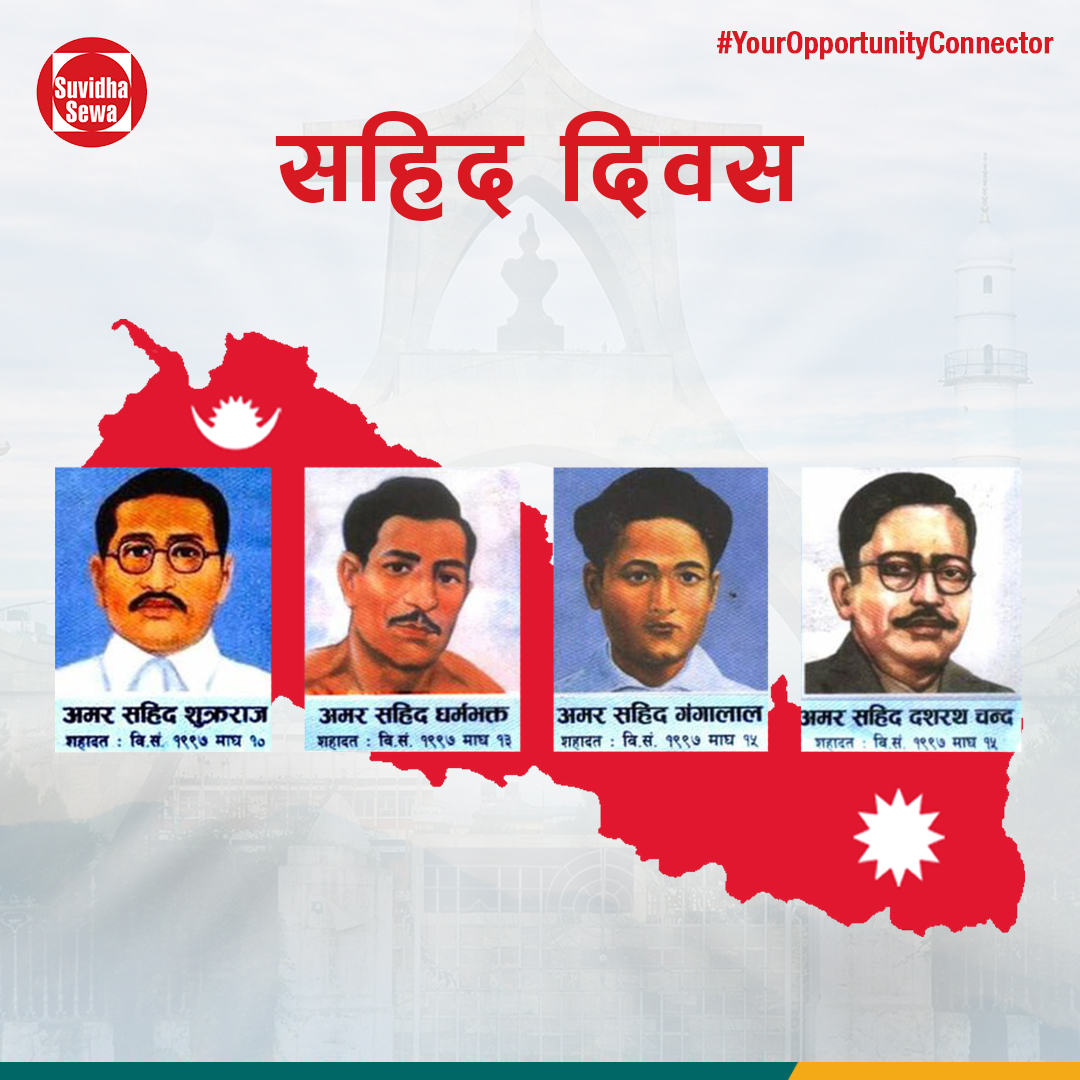 Suvidha
Sewa
#YourOpportunityConnector
सहिद दिवस
अमर सहिद शुक्रराज
शहादत : वि.सं. १९९७ माघ १०
अमर सहिद धर्मभक्त
शहादत : वि.सं. १९९७ माघ १३
अमर सहिद गंगालाल
शहादत : वि.सं. १९९७ माघ १५
अमर सहिद दशरथ चन्द
शहादत : वि.सं. १९९७ माघ १५